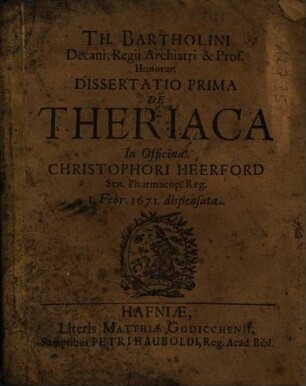 TH. BARTHOLINI
Decani, Regii Archiatri & Prof.
Honorar.
DISSERTATIO PRIMA
DE
THERIACA
In Officina
CHRISTOPHORI HEERFORD
Sen. Pharmacop. Reg.
1. Febr. 1671. dispensata.
HAFNIÆ,
Literis MATTHIÆ GODICCHENII,
Sumptibus PETRI HAUBOLDI, Reg. Acad. Bibl.